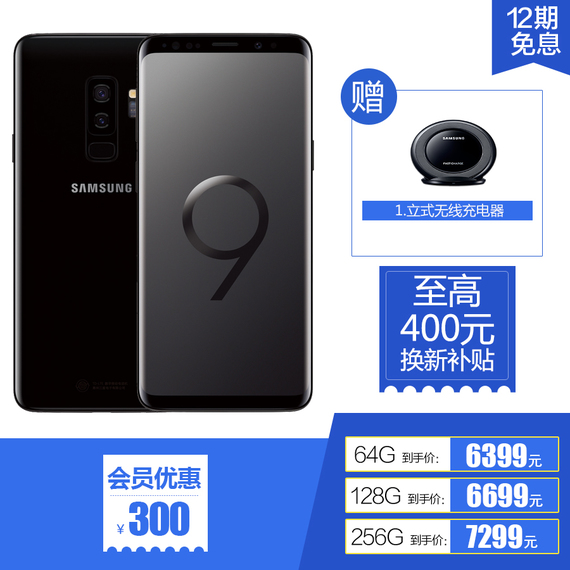 12期
免息
赠
SAMSUNG
1.立式无线充电器
SAMSUNG
9
至高
400元
换新补贴
会员优惠
¥300
64G 到手价: 6399元
128G 到手价: 6699元
256G 到手价: 7299元